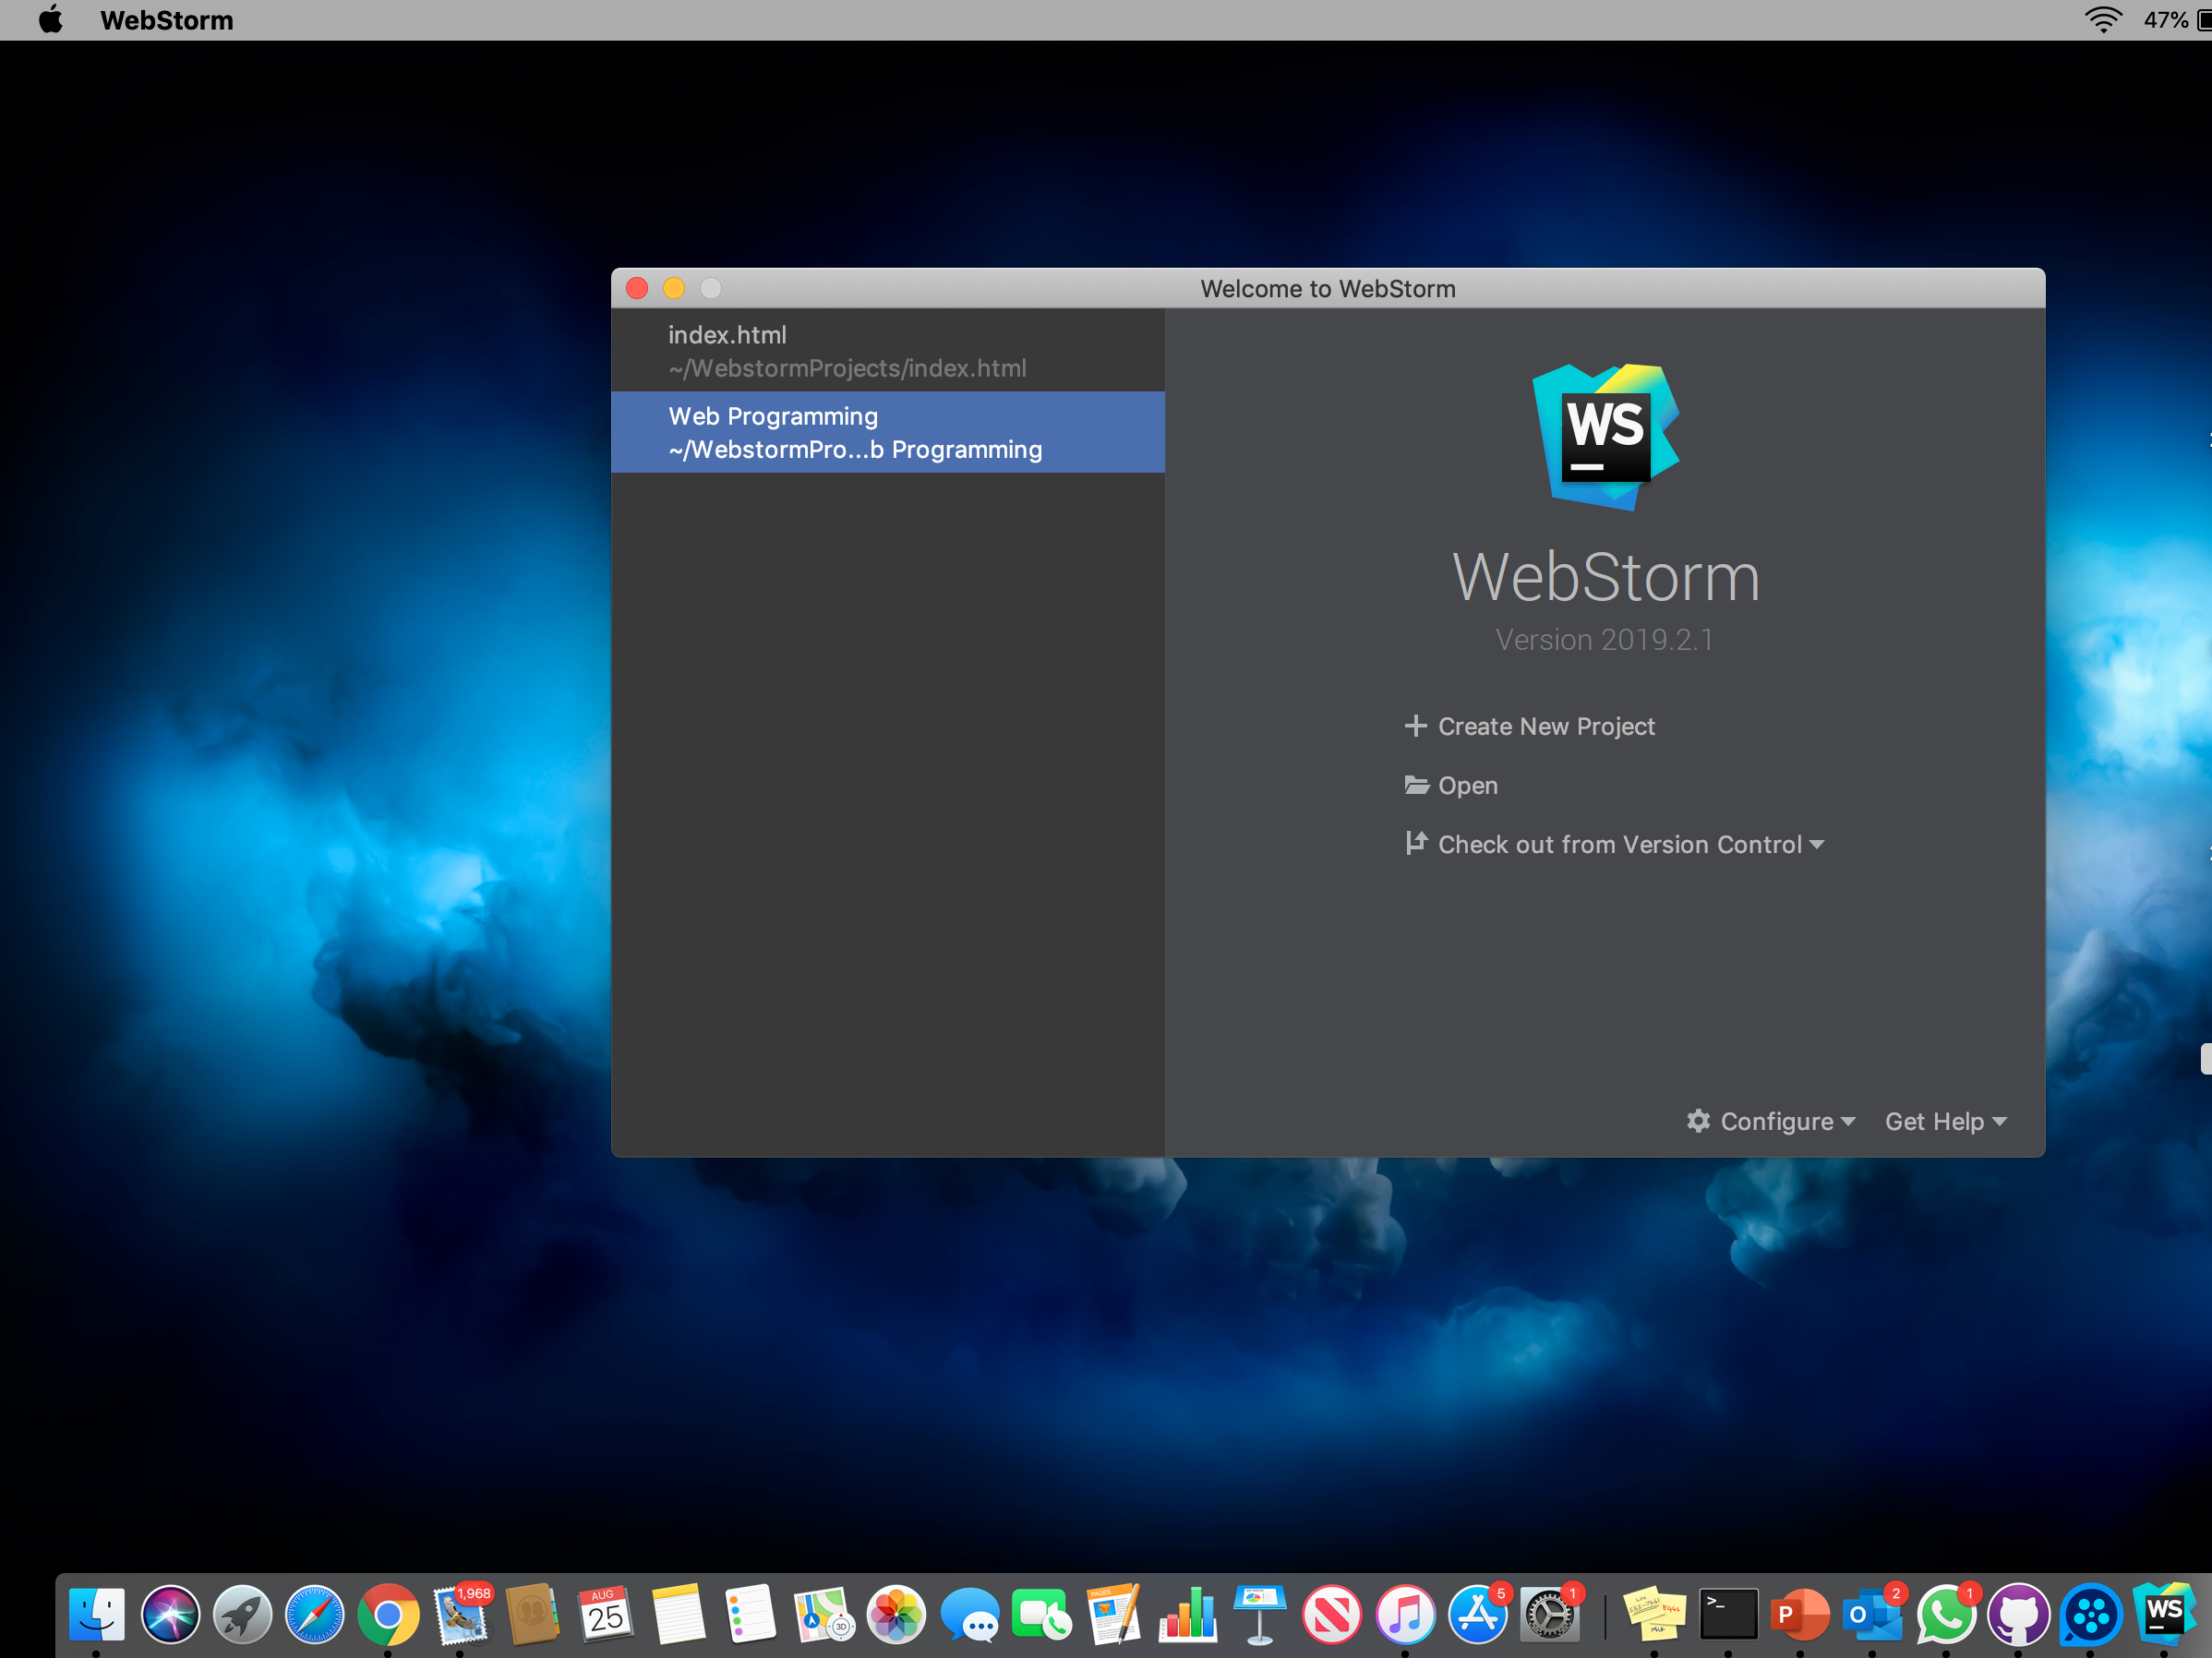 WebStorm
47%
Welcome to WebStorm
index.html
~/WebstormProjects/index.html
Web Programming
~/WebstormPro...b Programming
WS
WebStorm
Version 2019.2.1
Create New Project
Open
Check out from Version Control
Configure
Get Help
1,968
AUG
25
3D
PAGES
5
1
>_
P
O
2
1
WS